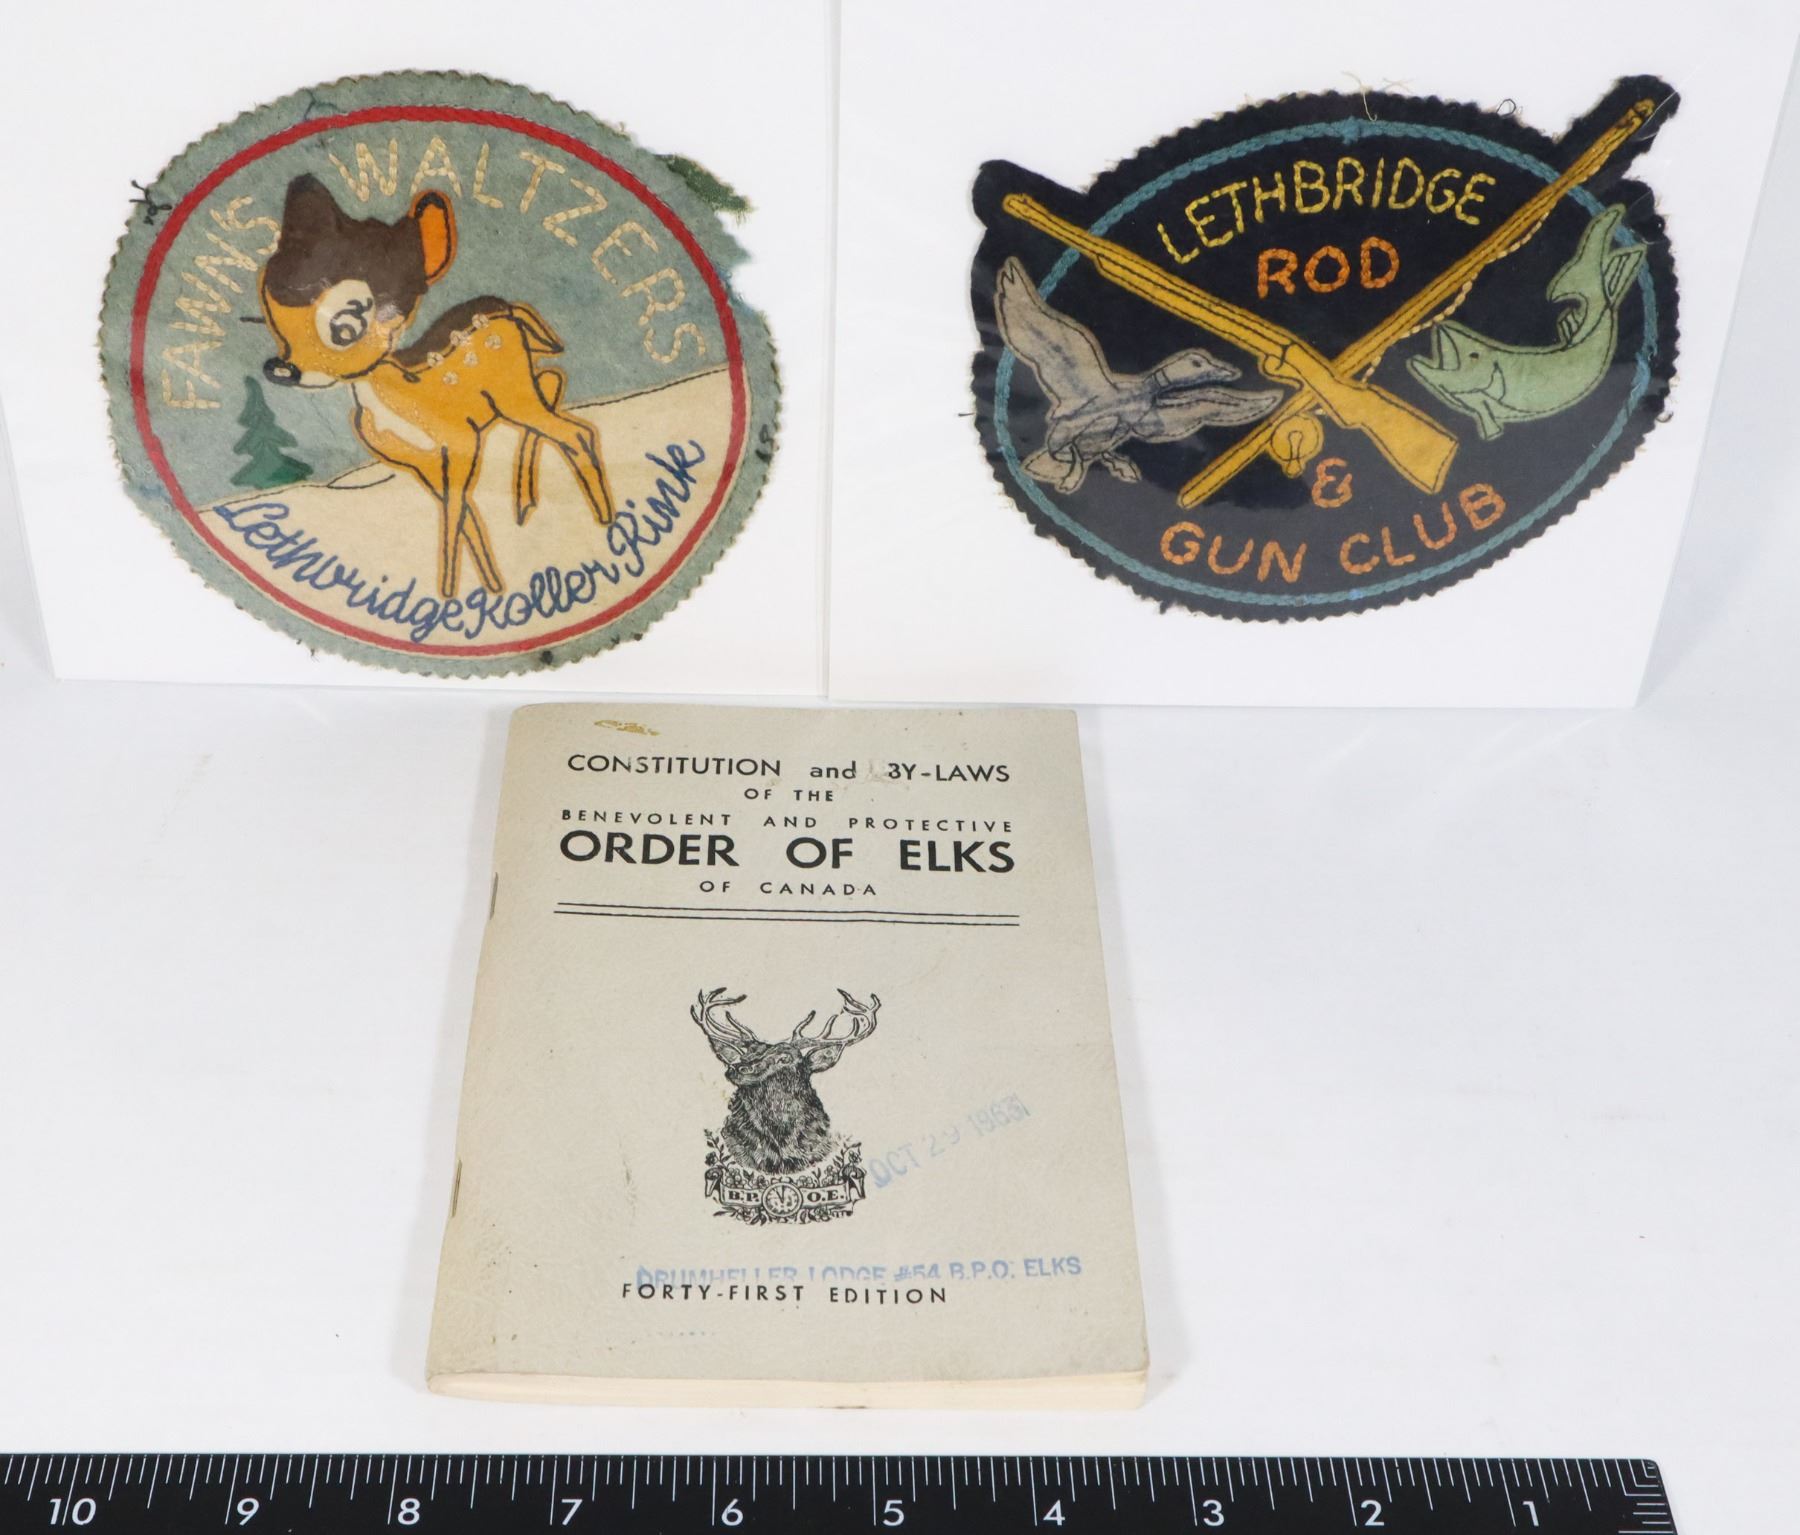 FAWNS WALTZERS
Lethbridge Roller Rink
LETHBRIDGE
ROD
&
GUN CLUB
CONSTITUTION and BY-LAWS
OF THE
BENEVOLENT AND PROTECTIVE
ORDER OF ELKS
OF CANADA
B.P.O.E.
OCT 29 1963
DRUMHELLER LODGE #54 B.P.O. ELKS
FORTY-FIRST EDITION
10 9 8 7 6 5 4 3 2 1